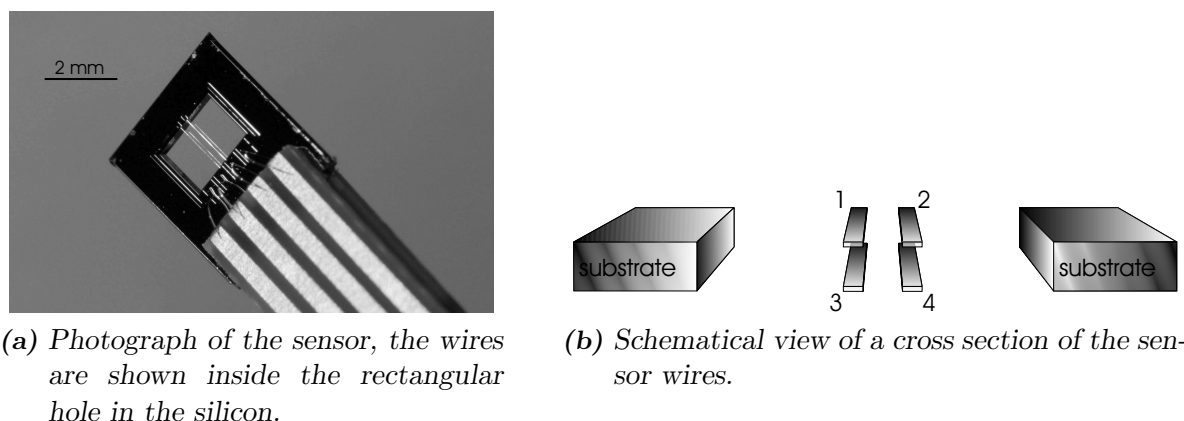 2 mm
1 2
substrate substrate
3 4
(a) Photograph of the sensor, the wires
are shown inside the rectangular
hole in the silicon.
(b) Schematical view of a cross section of the sen-
sor wires.